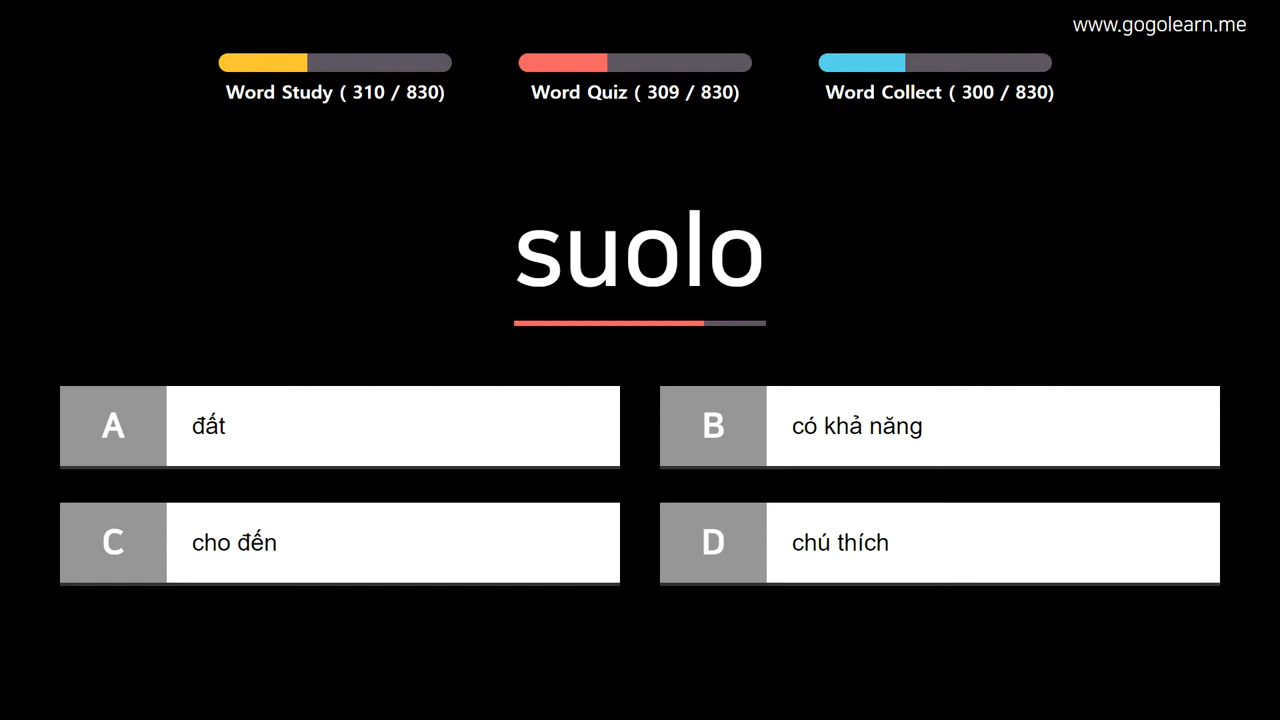 www.gogolearn.me
Word Study ( 310 / 830)
Word Quiz ( 309 / 830)
Word Collect ( 300 / 830)
suolo
A
đất
B
có khả năng
C
cho đến
D
chú thích